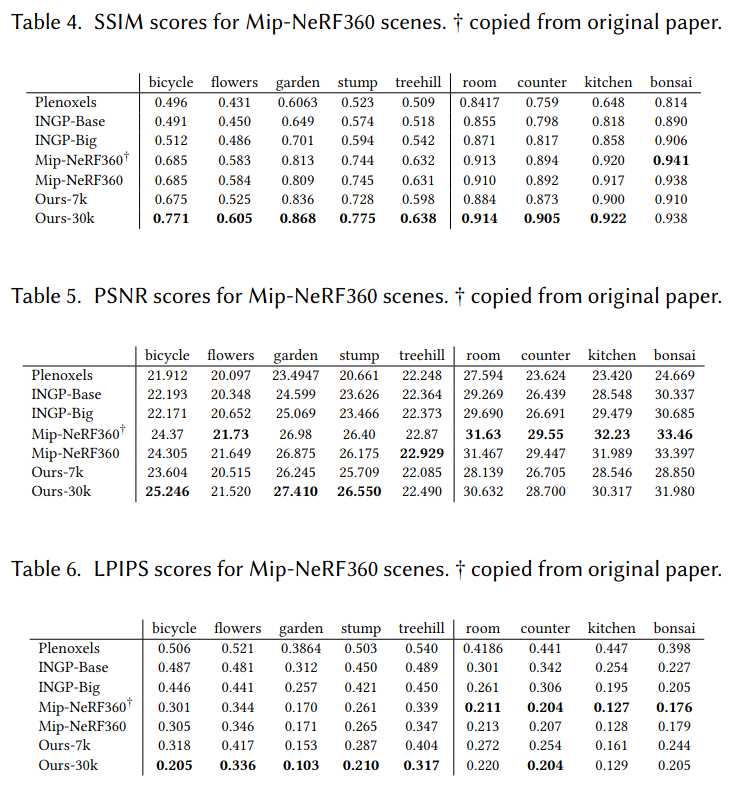 Table 4. SSIM scores for Mip-NeRF360 scenes. † copied from original paper.
bicycle flowers garden stump treehill room counter kitchen bonsai
Plenoxels 0.496 0.431 0.6063 0.523 0.509 0.8417 0.759 0.648 0.814
INGP-Base 0.491 0.450 0.649 0.574 0.518 0.855 0.798 0.818 0.890
INGP-Big 0.512 0.486 0.701 0.594 0.542 0.871 0.817 0.858 0.906
Mip-NeRF360† 0.685 0.583 0.813 0.744 0.632 0.913 0.894 0.920 0.941
Mip-NeRF360 0.685 0.584 0.809 0.745 0.631 0.910 0.892 0.917 0.938
Ours-7k 0.675 0.525 0.836 0.728 0.598 0.884 0.873 0.900 0.910
Ours-30k 0.771 0.605 0.868 0.775 0.638 0.914 0.905 0.922 0.938
Table 5. PSNR scores for Mip-NeRF360 scenes. † copied from original paper.
bicycle flowers garden stump treehill room counter kitchen bonsai
Plenoxels 21.912 20.097 23.4947 20.661 22.248 27.594 23.624 23.420 24.669
INGP-Base 22.193 20.348 24.599 23.626 22.364 29.269 26.439 28.548 30.337
INGP-Big 22.171 20.652 25.069 23.466 22.373 29.690 26.691 29.479 30.685
Mip-NeRF360† 24.37 21.73 26.98 26.40 22.87 31.63 29.55 32.23 33.46
Mip-NeRF360 24.305 21.649 26.875 26.175 22.929 31.467 29.447 31.989 33.397
Ours-7k 23.604 20.515 26.245 25.709 22.085 28.139 26.705 28.546 28.850
Ours-30k 25.246 21.520 27.410 26.550 22.490 30.632 28.700 30.317 31.980
Table 6. LPIPS scores for Mip-NeRF360 scenes. † copied from original paper.
bicycle flowers garden stump treehill room counter kitchen bonsai
Plenoxels 0.506 0.521 0.3864 0.503 0.540 0.4186 0.441 0.447 0.398
INGP-Base 0.487 0.481 0.312 0.450 0.489 0.301 0.342 0.254 0.227
INGP-Big 0.446 0.441 0.257 0.421 0.450 0.261 0.306 0.195 0.205
Mip-NeRF360† 0.301 0.344 0.170 0.261 0.339 0.211 0.204 0.127 0.176
Mip-NeRF360 0.305 0.346 0.171 0.265 0.347 0.213 0.207 0.128 0.179
Ours-7k 0.318 0.417 0.153 0.287 0.404 0.272 0.254 0.161 0.244
Ours-30k 0.205 0.336 0.103 0.210 0.317 0.220 0.204 0.129 0.205